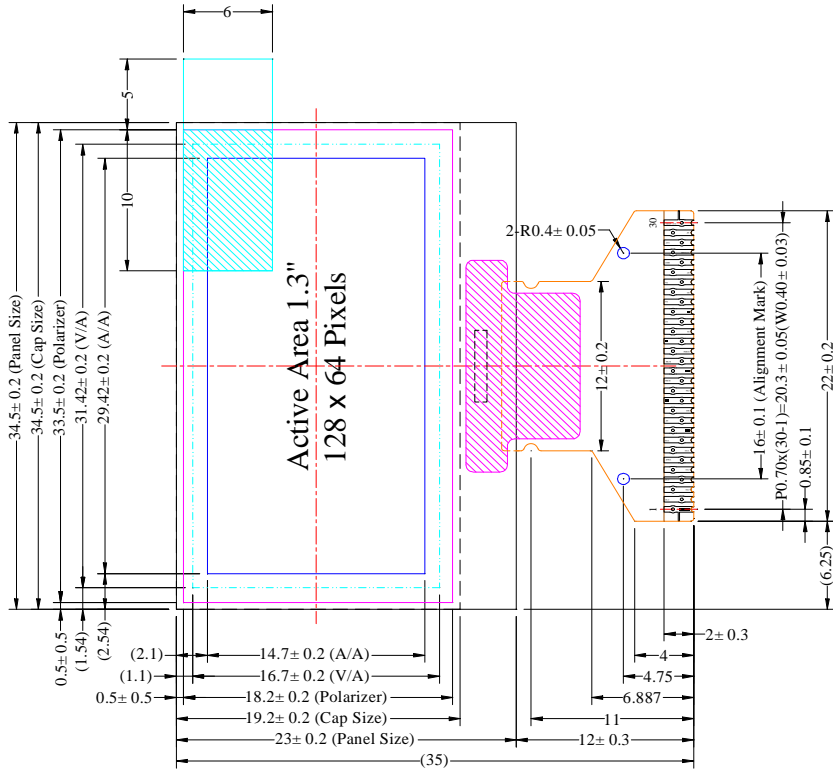 6
5
10
34.5± 0.2 (Panel Size)
34.5± 0.2 (Cap Size)
33.5± 0.2 (Polarizer)
31.42± 0.2 (V/A)
29.42± 0.2 (A/A)
Active Area 1.3"
128 x 64 Pixels
2-R0.4± 0.05
30
12± 0.2
16± 0.1 (Alignment Mark)
P0.70x(30-1)=20.3± 0.05(W0.40± 0.03)
0.85± 0.1
22± 0.2
(6.25)
0.5± 0.5
(1.54)
(2.54)
(2.1)
14.7± 0.2 (A/A)
(1.1)
16.7± 0.2 (V/A)
0.5± 0.5
18.2± 0.2 (Polarizer)
19.2± 0.2 (Cap Size)
23± 0.2 (Panel Size)
(35)
2± 0.3
4
4.75
6.887
11
12± 0.3